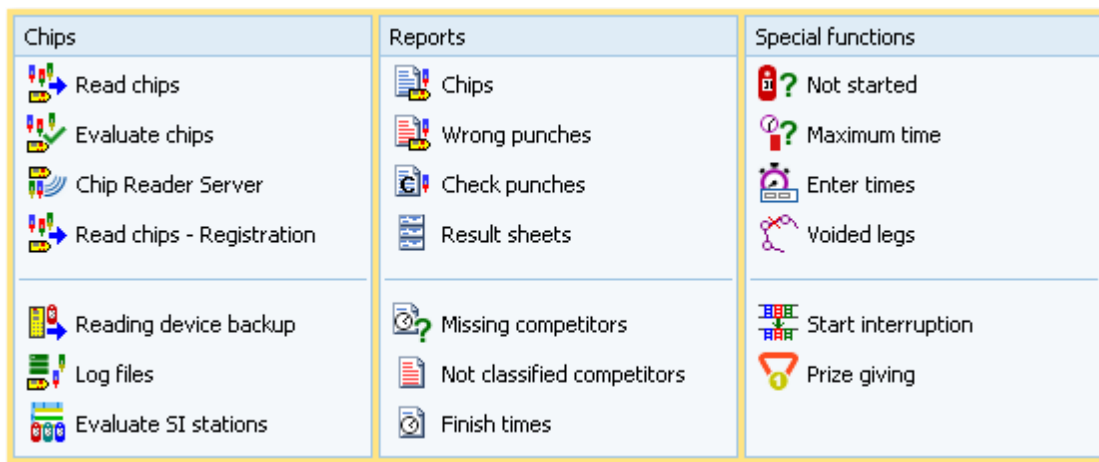 Chips
Read chips
Evaluate chips
Chip Reader Server
Read chips - Registration
Reading device backup
Log files
Evaluate SI stations
Reports
Chips
Wrong punches
Check punches
Result sheets
Missing competitors
Not classified competitors
Finish times
Special functions
Not started
Maximum time
Enter times
Voided legs
Start interruption
Prize giving